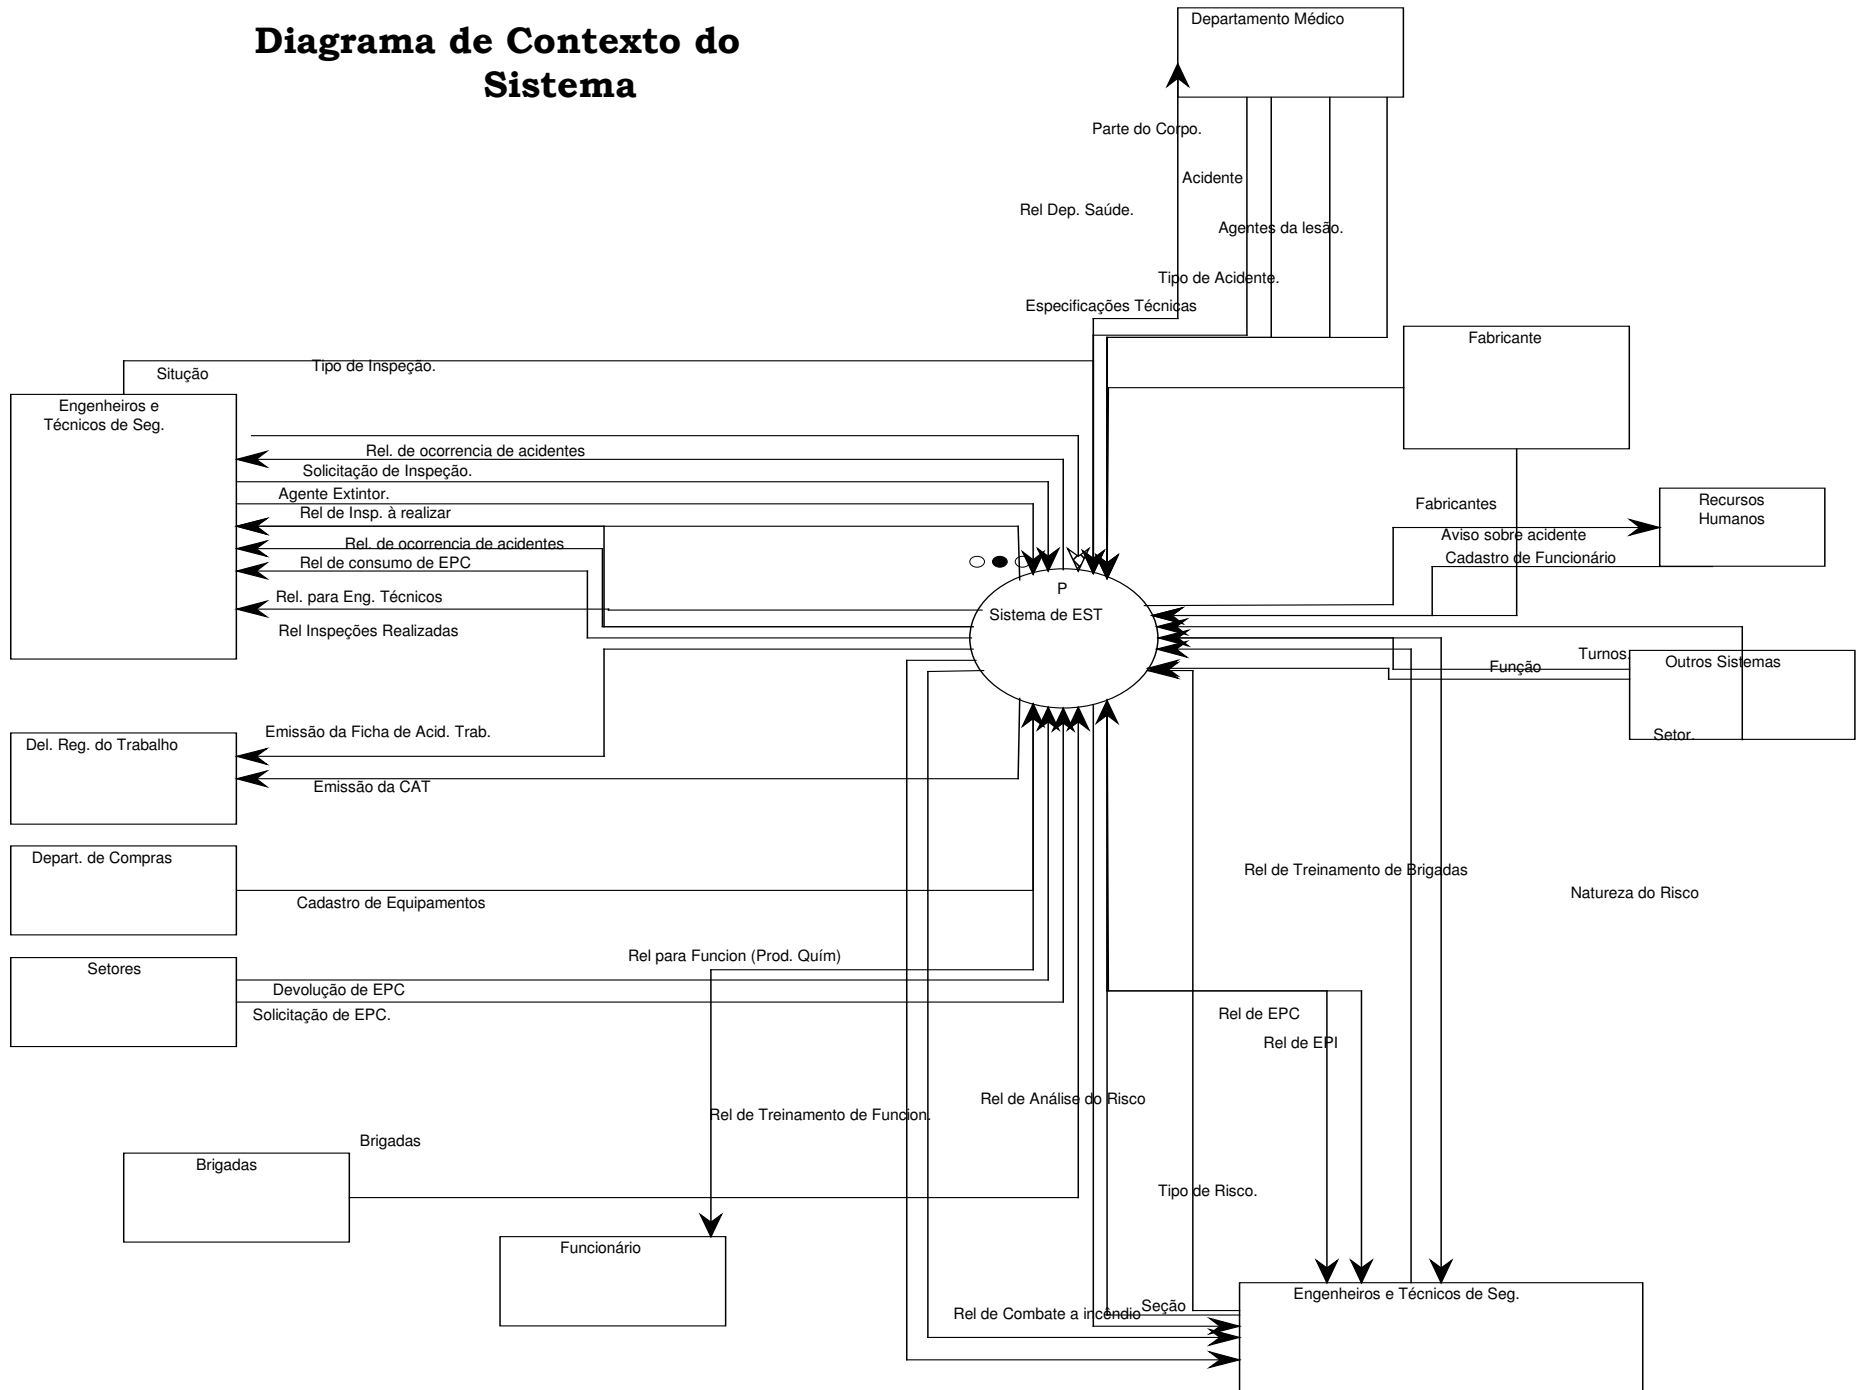 Diagrama de Contexto do
Sistema
Departamento Médico
Parte do Corpo.
Acidente
Rel Dep. Saúde.
Agentes da lesão.
Tipo de Acidente.
Especificações Técnicas
Fabricante
Tipo de Inspeção.
Situção
Engenheiros e
Técnicos de Seg.
Rel. de ocorrencia de acidentes
Solicitação de Inspeção.
Agente Extintor.
Rel de Insp. à realizar
Rel. de ocorrencia de acidentes
Rel de consumo de EPC
Rel. para Eng. Técnicos
Rel Inspeções Realizadas
Fabricantes
Recursos
Humanos
Aviso sobre acidente
Cadastro de Funcionário
P
Sistema de EST
Turnos.
Função
Outros Sistemas
Setor.
Emissão da Ficha de Acid. Trab.
Del. Reg. do Trabalho
Emissão da CAT
Depart. de Compras
Cadastro de Equipamentos
Rel de Treinamento de Brigadas
Natureza do Risco
Rel para Funcion (Prod. Quím)
Setores
Devolução de EPC
Solicitação de EPC.
Rel de EPC
Rel de EPI
Rel de Análise do Risco
Rel de Treinamento de Funcion.
Brigadas
Brigadas
Tipo de Risco.
Funcionário
Engenheiros e Técnicos de Seg.
Seção
Rel de Combate a incêndio